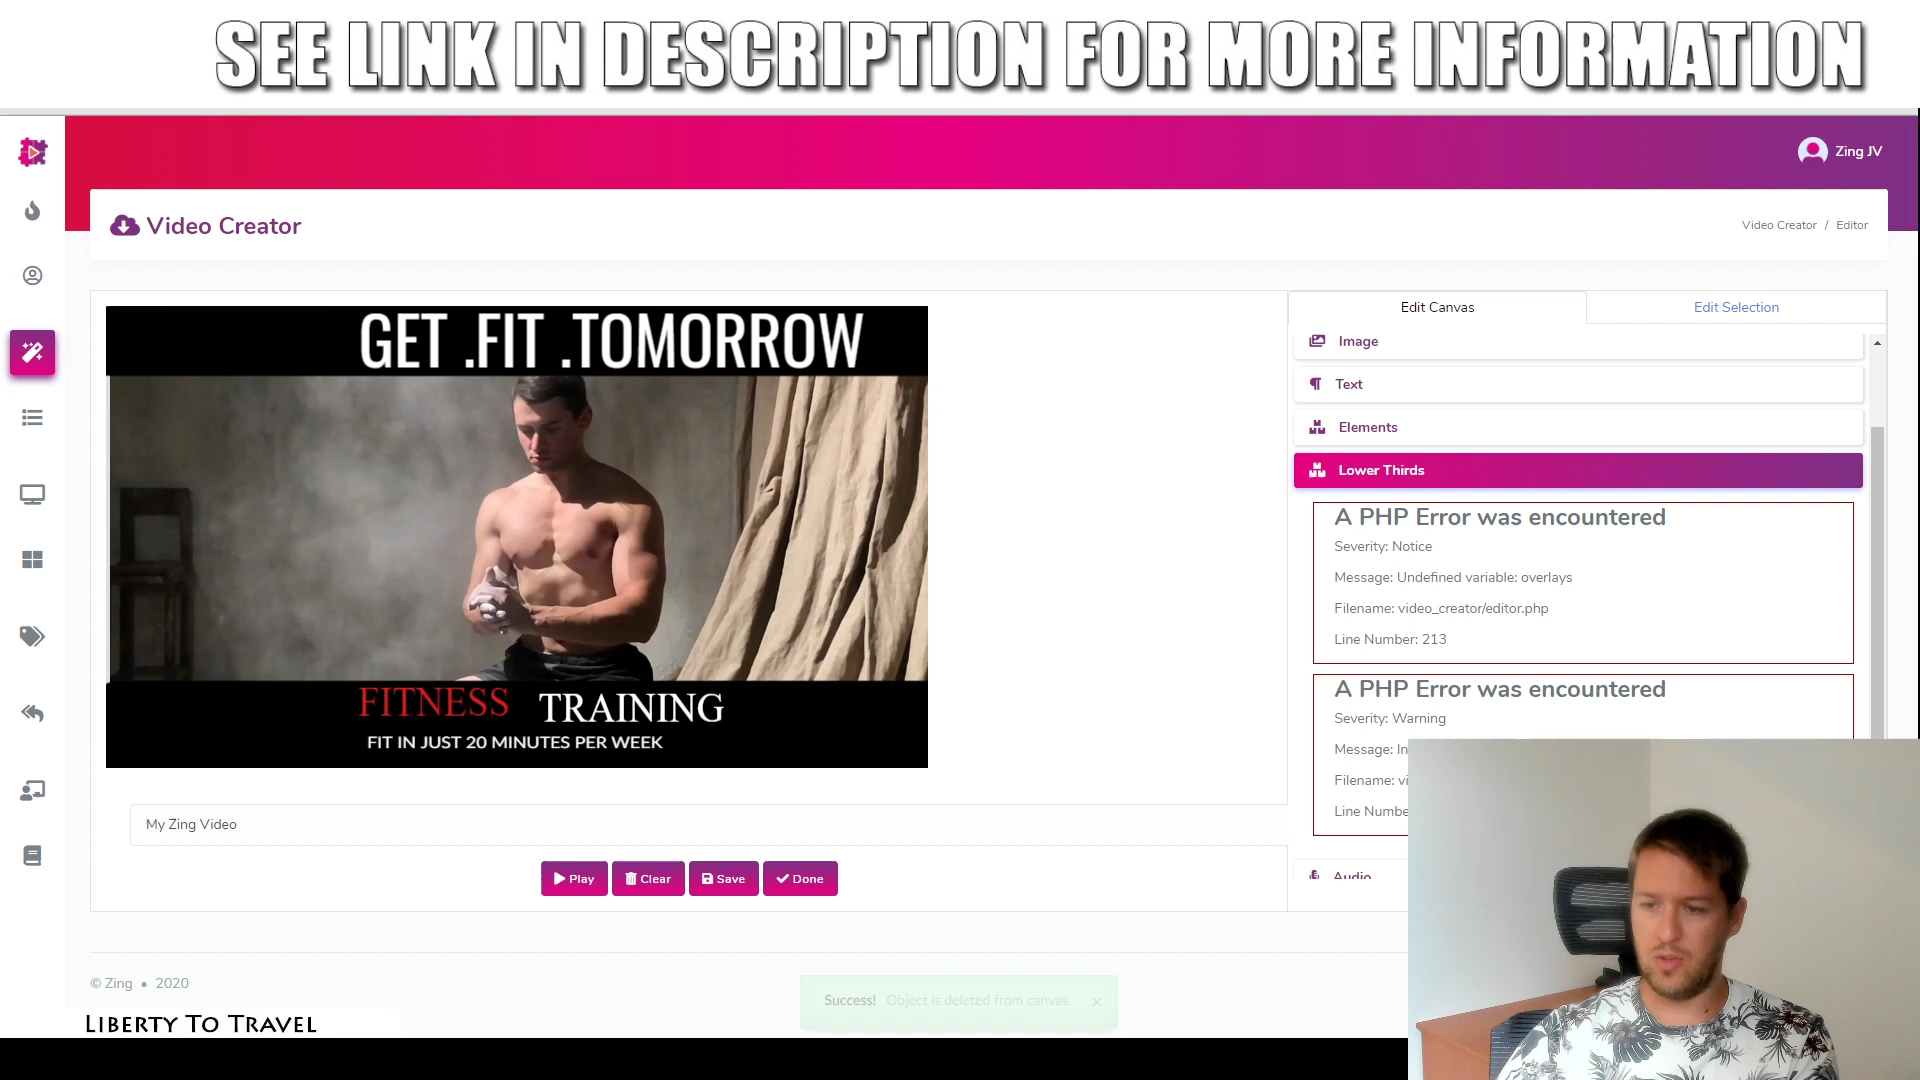 SEE LINK IN DESCRIPTION FOR MORE INFORMATION
Zing JV
Video Creator
Video Creator / Editor
GET .FIT .TOMORROW
FITNESS TRAINING
FIT IN JUST 20 MINUTES PER WEEK
My Zing Video
Play
Clear
Save
Done
Edit Canvas
Edit Selection
Image
Text
Elements
Lower Thirds
A PHP Error was encountered
Severity: Notice
Message: Undefined variable: overlays
Filename: video_creator/editor.php
Line Number: 213
A PHP Error was encountered
Severity: Warning
Message:
Filename:
Line
Audio
© Zing • 2020
Success! Object is deleted from canvas. ×
LIBERTY TO TRAVEL